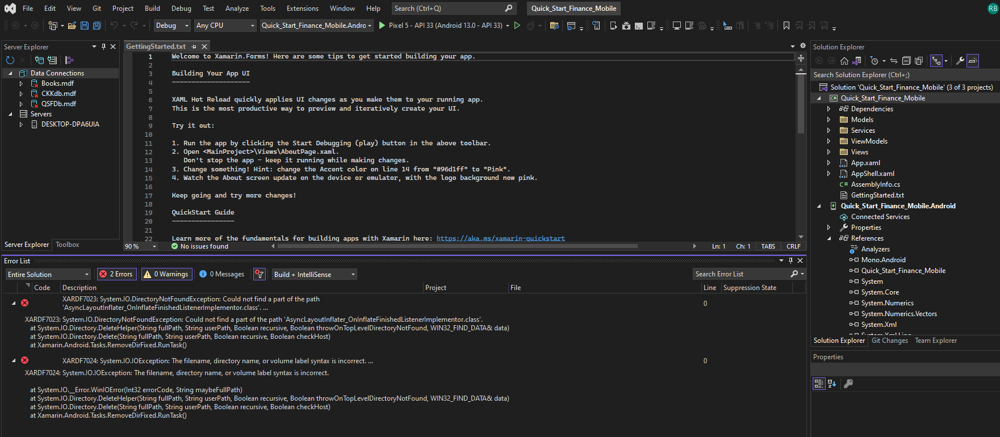 File Edit View Git Project Build Debug Test Analyze Tools Extensions Window Help Search (Ctrl+Q) Quick_Start_Finance_Mobile RB
Debug Any CPU Quick_Start_Finance_Mobile.Andro Pixel 5 - API 33 (Android 13.0 - API 33)
Server Explorer
Data Connections
Books.mdf
CKKdb.mdf
QSFDb.mdf
Servers
DESKTOP-DPA6UIA
Server Explorer Toolbox
GettingStarted.txt
1 Welcome to Xamarin.Forms! Here are some tips to get started building your app.
2
3 Building Your App UI
4 --------------------
5
6 XAML Hot Reload quickly applies UI changes as you make them to your running app.
7 This is the most productive way to preview and iteratively create your UI.
8
9 Try it out:
10
11 1. Run the app by clicking the Start Debugging (play) button in the above toolbar.
12 2. Open <MainProject>\Views\AboutPage.xaml.
13 Don't stop the app - keep it running while making changes.
14 3. Change something! Hint: change the Accent color on line 14 from "#96d1ff" to "Pink".
15 4. Watch the About screen update on the device or emulator, with the logo background now pink.
16
17 Keep going and try more changes!
18
19 QuickStart Guide
20 ----------------
21
22 Learn more of the fundamentals for building apps with Xamarin here: https://aka.ms/xamarin-quickstart
90 % No issues found Ln: 1 Ch: 1 TABS CRLF
Error List
Entire Solution 2 Errors 0 Warnings 0 Messages Build + IntelliSense Search Error List
Code Description Project File Line Suppression State
XARDF7023: System.IO.DirectoryNotFoundException: Could not find a part of the path
'AsyncLayoutInflater_OnInflateFinishedListenerImplementor.class'. ... 0
XARDF7023: System.IO.DirectoryNotFoundException: Could not find a part of the path 'AsyncLayoutInflater_OnInflateFinishedListenerImplementor.class'.
at System.IO.Directory.DeleteHelper(String fullPath, String userPath, Boolean recursive, Boolean throwOnTopLevelDirectoryNotFound, WIN32_FIND_DATA& data)
at System.IO.Directory.Delete(String fullPath, String userPath, Boolean recursive, Boolean checkHost)
at Xamarin.Android.Tasks.RemoveDirFixed.RunTask()
XARDF7024: System.IO.IOException: The filename, directory name, or volume label syntax is incorrect. ... 0
XARDF7024: System.IO.IOException: The filename, directory name, or volume label syntax is incorrect.
at System.IO.__Error.WinIOError(Int32 errorCode, String maybeFullPath)
at System.IO.Directory.DeleteHelper(String fullPath, String userPath, Boolean recursive, Boolean throwOnTopLevelDirectoryNotFound, WIN32_FIND_DATA& data)
at System.IO.Directory.Delete(String fullPath, String userPath, Boolean recursive, Boolean checkHost)
at Xamarin.Android.Tasks.RemoveDirFixed.RunTask()
Solution Explorer
Search Solution Explorer (Ctrl+;)
Solution 'Quick_Start_Finance_Mobile' (3 of 3 projects)
C# Quick_Start_Finance_Mobile
Dependencies
Models
Services
ViewModels
Views
App.xaml
AppShell.xaml
C# AssemblyInfo.cs
GettingStarted.txt
Quick_Start_Finance_Mobile.Android
Connected Services
Properties
References
Analyzers
Mono.Android
Quick_Start_Finance_Mobile
System
System.Core
System.Numerics
System.Numerics.Vectors
System.Xml
System.Xml.Linq
Solution Explorer Git Changes Team Explorer
Properties